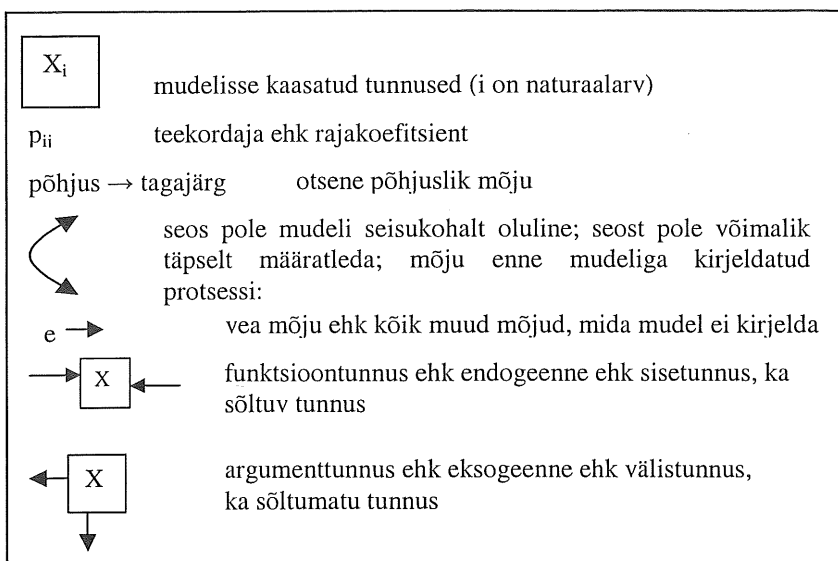 Xi
mudelisse kaasatud tunnused (i on naturaalarv)
pii teekordaja ehk rajakoefitsient
põhjus → tagajärg otsene põhjuslik mõju
seos pole mudeli seisukohalt oluline; seost pole võimalik
täpselt määratleda; mõju enne mudeliga kirjeldatud
protsessi:
e vea mõju ehk kõik muud mõjud, mida mudel ei kirjelda
X funktsioontunnus ehk endogeenne ehk sisetunnus, ka
sõltuv tunnus
X argumenttunnus ehk eksogeenne ehk välistunnus,
ka sõltumatu tunnus